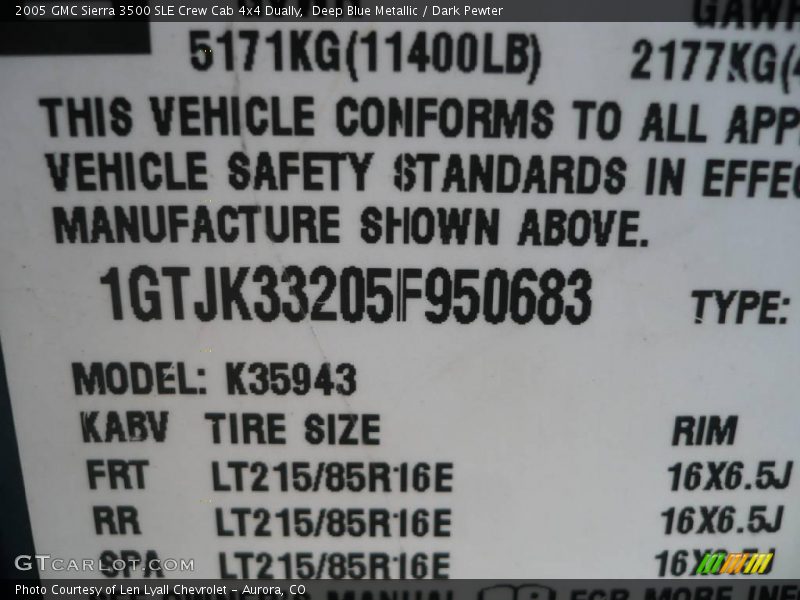 2005 GMC Sierra 3500 SLE Crew Cab 4x4 Dually, Deep Blue Metallic / Dark Pewter
5171KG(11400LB) 2177KG(4
THIS VEHICLE CONFORMS TO ALL APP
VEHICLE SAFETY STANDARDS IN EFFEC
MANUFACTURE SHOWN ABOVE.
1GTJK33205F950683 TYPE:
MODEL: K35943
KABV TIRE SIZE RIM
FRT LT215/85R16E 16X6.5J
RR LT215/85R16E 16X6.5J
SPA LT215/85R16E
GTcarlot.com
Photo Courtesy of Len Lyall Chevrolet – Aurora, CO